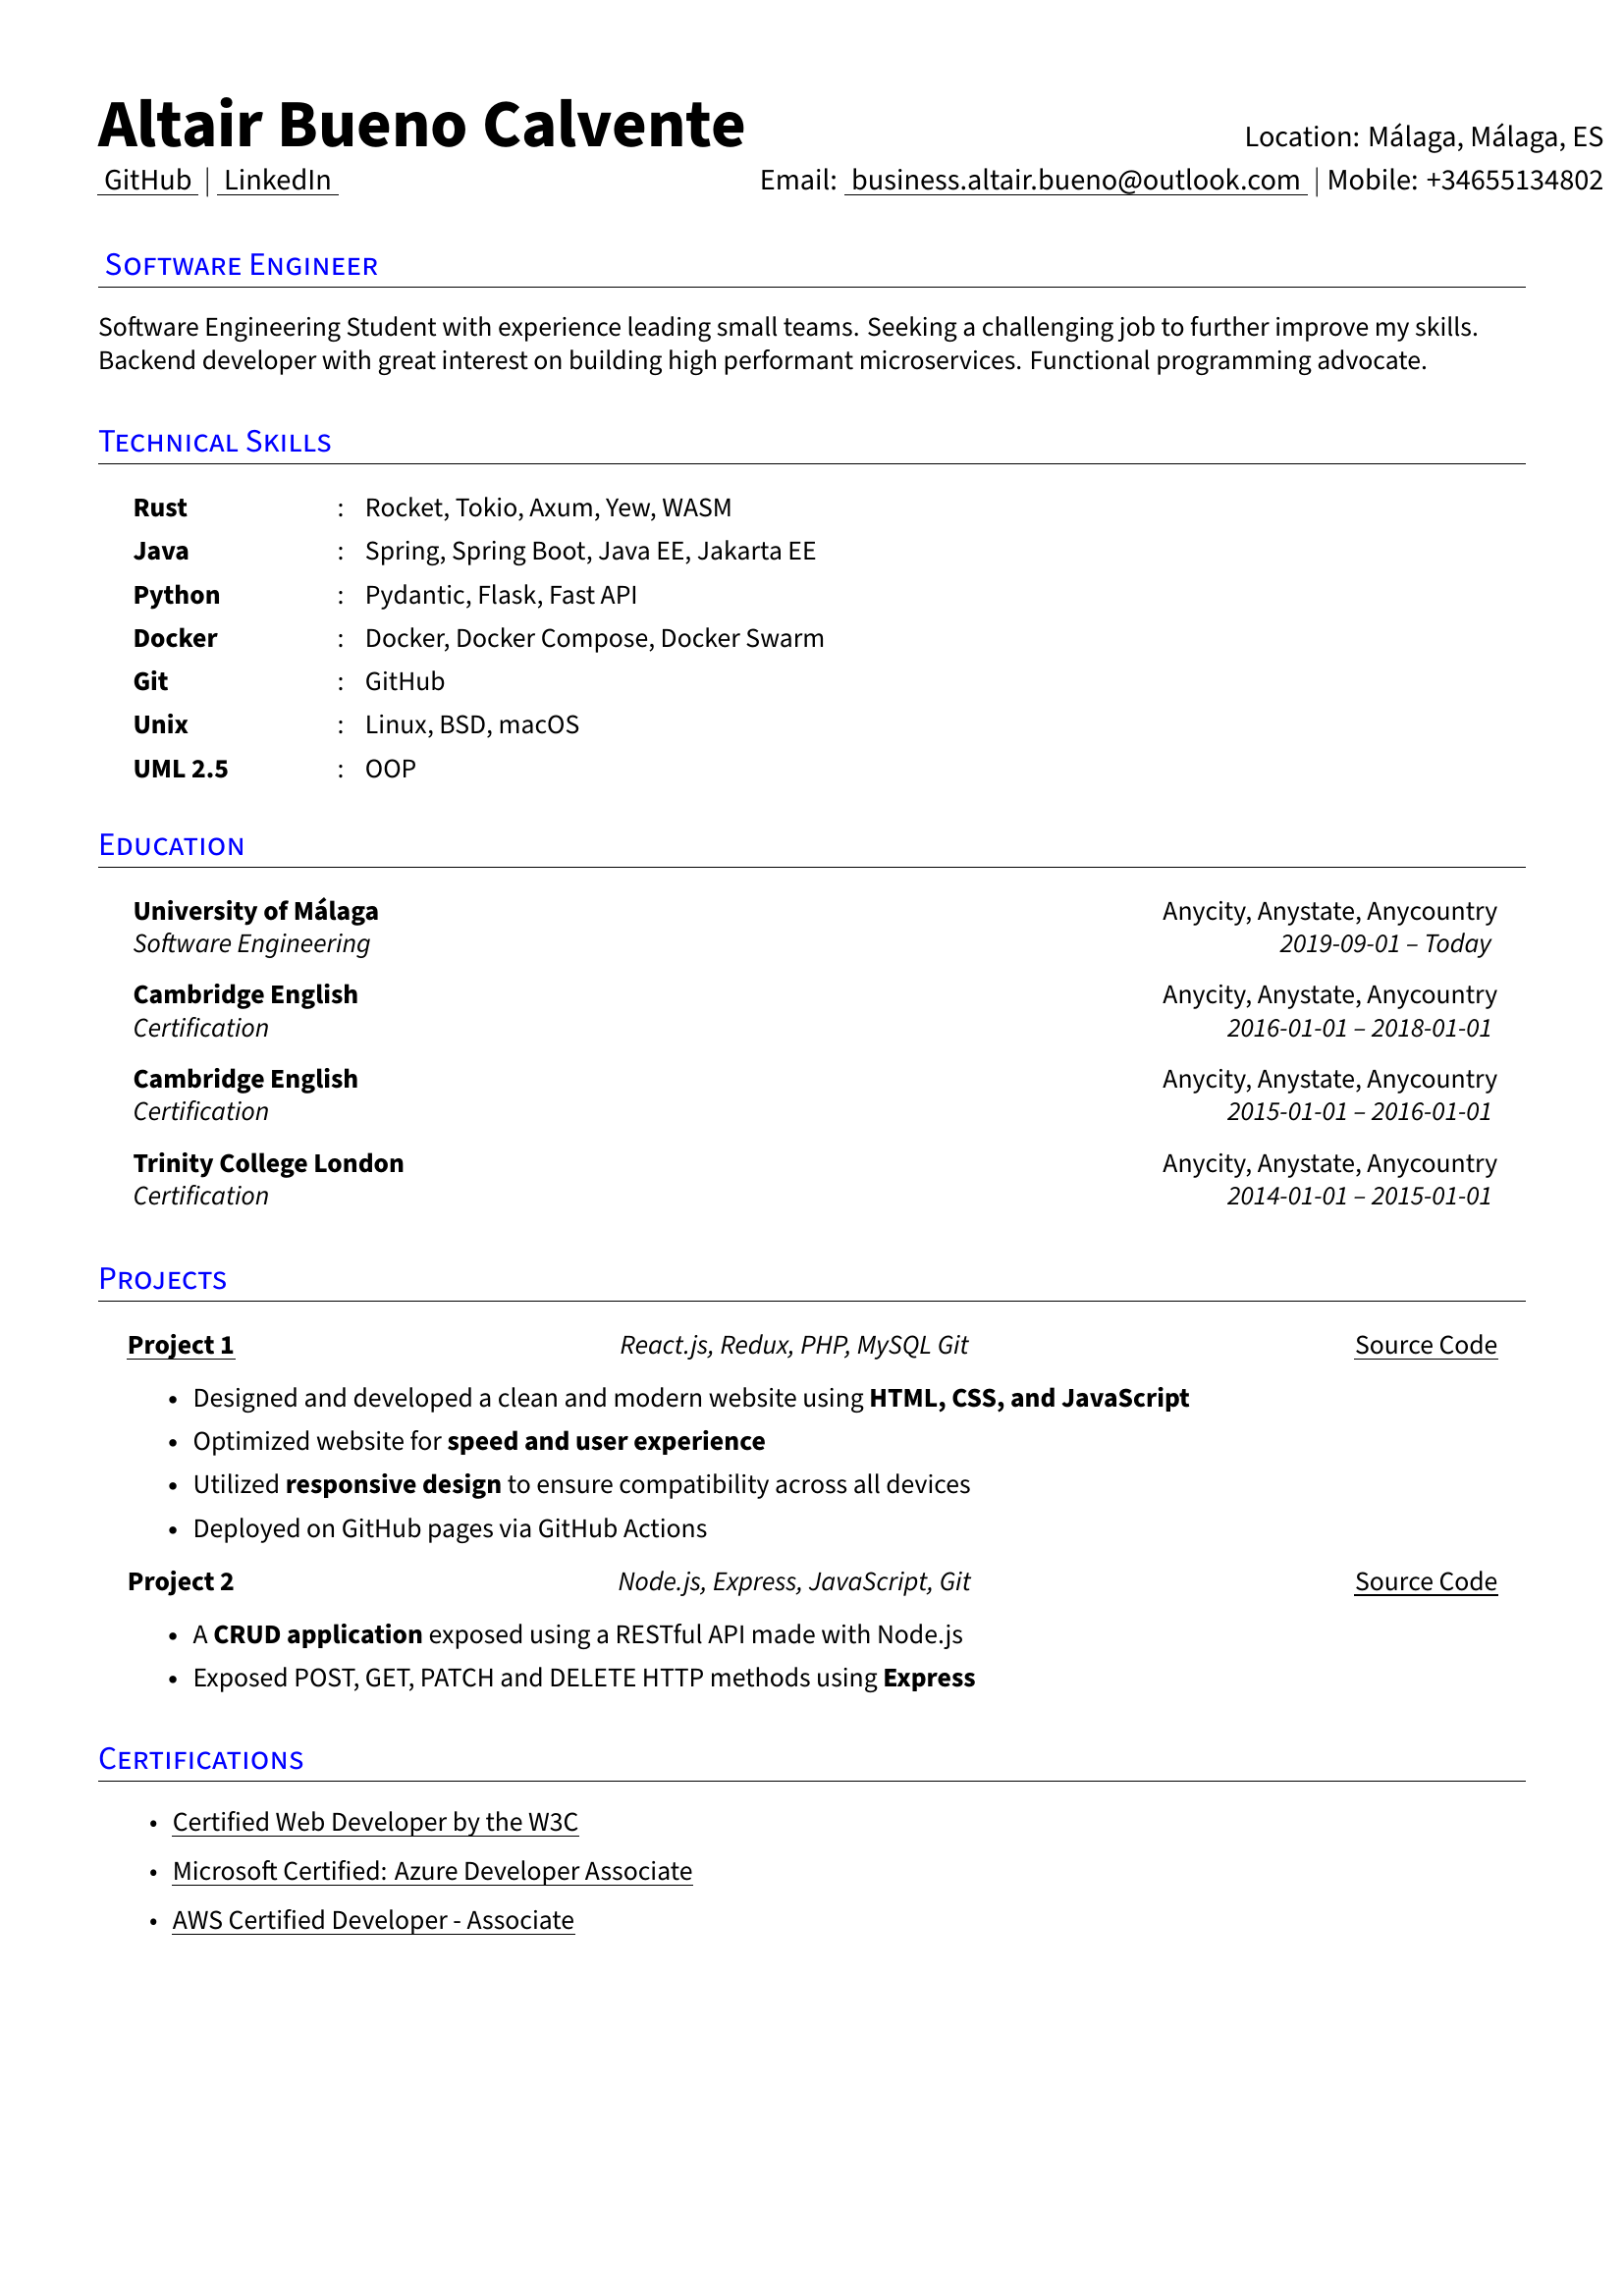 Altair Bueno Calvente
Location: Málaga, Málaga, ES
GitHub | LinkedIn
Email: business.altair.bueno@outlook.com | Mobile: +34655134802
Software Engineer
Software Engineering Student with experience leading small teams. Seeking a challenging job to further improve my skills.
Backend developer with great interest on building high performant microservices. Functional programming advocate.
Technical Skills
Rust : Rocket, Tokio, Axum, Yew, WASM
Java : Spring, Spring Boot, Java EE, Jakarta EE
Python : Pydantic, Flask, Fast API
Docker : Docker, Docker Compose, Docker Swarm
Git : GitHub
Unix : Linux, BSD, macOS
UML 2.5 : OOP
Education
University of Málaga Anycity, Anystate, Anycountry
Software Engineering 2019-09-01 – Today
Cambridge English Anycity, Anystate, Anycountry
Certification 2016-01-01 – 2018-01-01
Cambridge English Anycity, Anystate, Anycountry
Certification 2015-01-01 – 2016-01-01
Trinity College London Anycity, Anystate, Anycountry
Certification 2014-01-01 – 2015-01-01
Projects
Project 1 React.js, Redux, PHP, MySQL Git Source Code
• Designed and developed a clean and modern website using HTML, CSS, and JavaScript
• Optimized website for speed and user experience
• Utilized responsive design to ensure compatibility across all devices
• Deployed on GitHub pages via GitHub Actions
Project 2 Node.js, Express, JavaScript, Git Source Code
• A CRUD application exposed using a RESTful API made with Node.js
• Exposed POST, GET, PATCH and DELETE HTTP methods using Express
Certifications
• Certified Web Developer by the W3C
• Microsoft Certified: Azure Developer Associate
• AWS Certified Developer - Associate